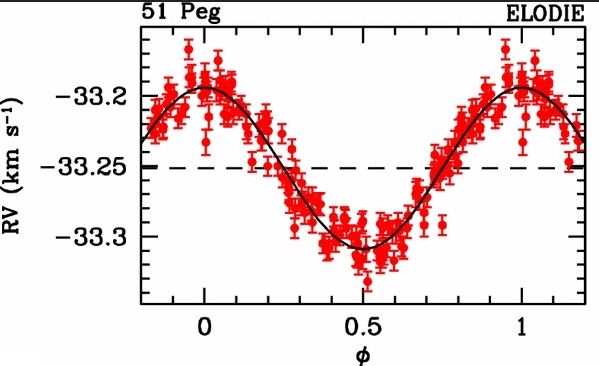 51 Peg ELODIE
RV (km s⁻¹)
−33.2
−33.25
−33.3
0 0.5 1
ϕ